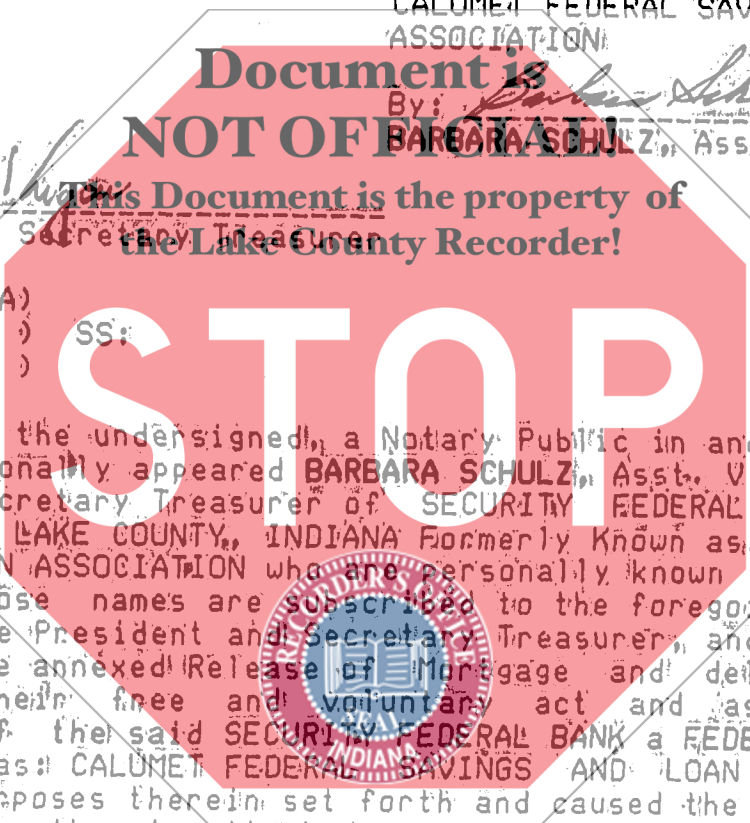 CALUMET FEDERAL SAV
ASSOCIATION
Document is
By:
NOT OFFICIAL!
BARBARA SCHULZ, Ass
This Document is the property of
Secretary Treasurer
the Lake County Recorder!
A)
) SS:
)
STOP
the undersigned, a Notary Public in an
onally appeared BARBARA SCHULZ, Asst. V
cretary Treasurer of SECURITY FEDERAL
LAKE COUNTY, INDIANA Formerly Known as
N ASSOCIATION who are personally known
ose names are subscribed to the forego
e President and Secretary Treasurer, and
e annexed Release of Mortgage and del
heir free and voluntary act and as
f the said SECURITY FEDERAL BANK a FEDE
as: CALUMET FEDERAL SAVINGS AND LOAN
rposes therein set forth and caused the
RECORDER'S OFFICE
SEAL
INDIANA